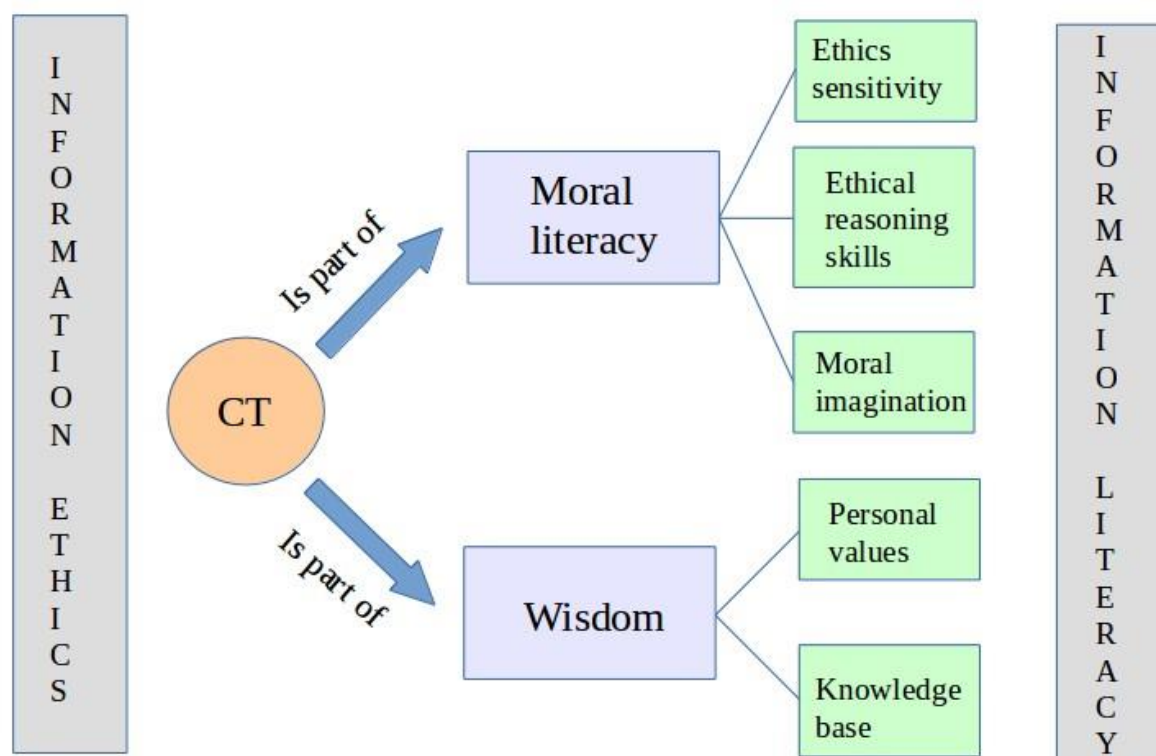 INFORMATION ETHICS
CT
Is part of
Is part of
Moral
literacy
Ethics
sensitivity
Ethical
reasoning
skills
Moral
imagination
Wisdom
Personal
values
Knowledge
base
INFORMATION LITERACY